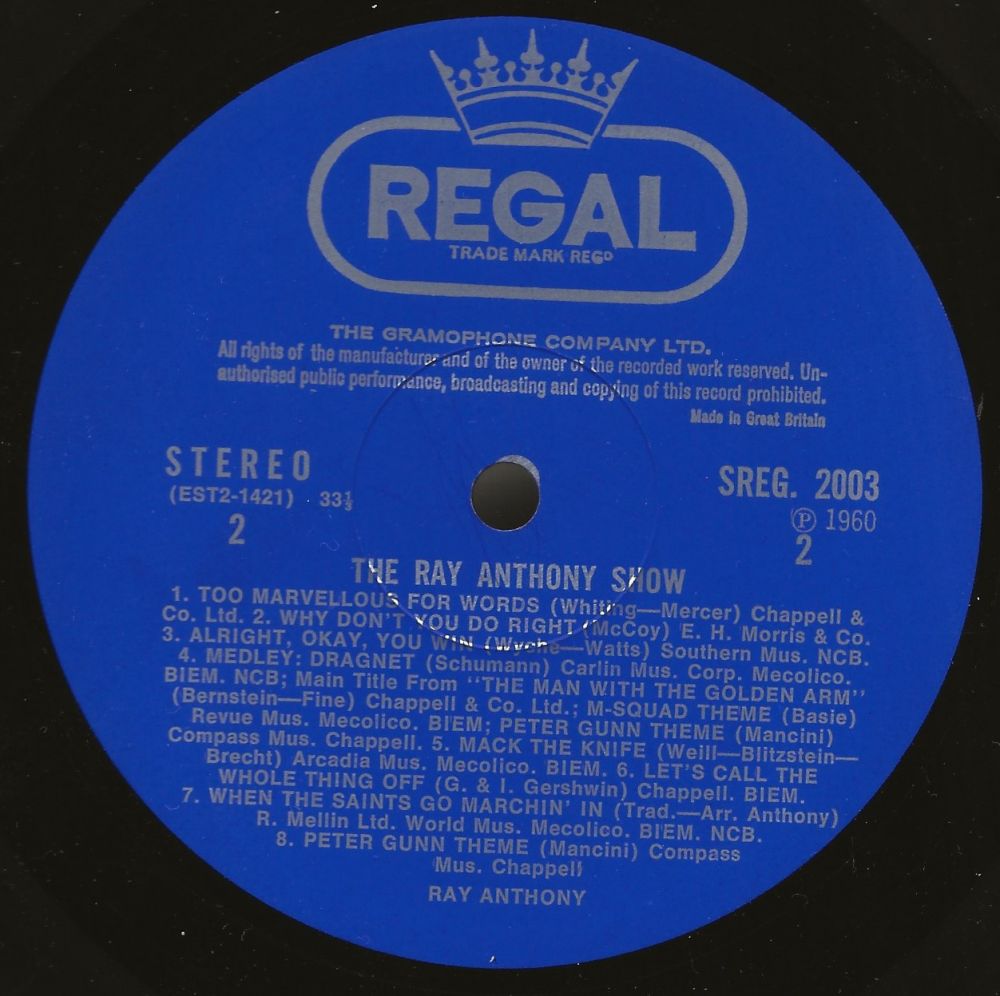 REGAL
TRADE MARK REGD
THE GRAMOPHONE COMPANY LTD.
All rights of the manufacturer and of the owner of the recorded work reserved. Un-
authorised public performance, broadcasting and copying of this record prohibited.
Made in Great Britain
STEREO
(EST2-1421) 33⅓
2
SREG. 2003
Ⓟ 1960
2
THE RAY ANTHONY SHOW
1. TOO MARVELLOUS FOR WORDS (Whiting—Mercer) Chappell &
Co. Ltd. 2. WHY DON'T YOU DO RIGHT (McCoy) E. H. Morris & Co.
3. ALRIGHT, OKAY, YOU WIN (Wyche—Watts) Southern Mus. NCB.
4. MEDLEY: DRAGNET (Schumann) Carlin Mus. Corp. Mecolico.
BIEM. NCB; Main Title From "THE MAN WITH THE GOLDEN ARM"
(Bernstein—Fine) Chappell & Co. Ltd.; M-SQUAD THEME (Basie)
Revue Mus. Mecolico. BIEM; PETER GUNN THEME (Mancini)
Compass Mus. Chappell. 5. MACK THE KNIFE (Weill—Blitzstein—
Brecht) Arcadia Mus. Mecolico. BIEM. 6. LET'S CALL THE
WHOLE THING OFF (G. & I. Gershwin) Chappell. BIEM.
7. WHEN THE SAINTS GO MARCHIN' IN (Trad.—Arr. Anthony)
R. Mellin Ltd. World Mus. Mecolico. BIEM. NCB.
8. PETER GUNN THEME (Mancini) Compass
Mus. Chappell
RAY ANTHONY